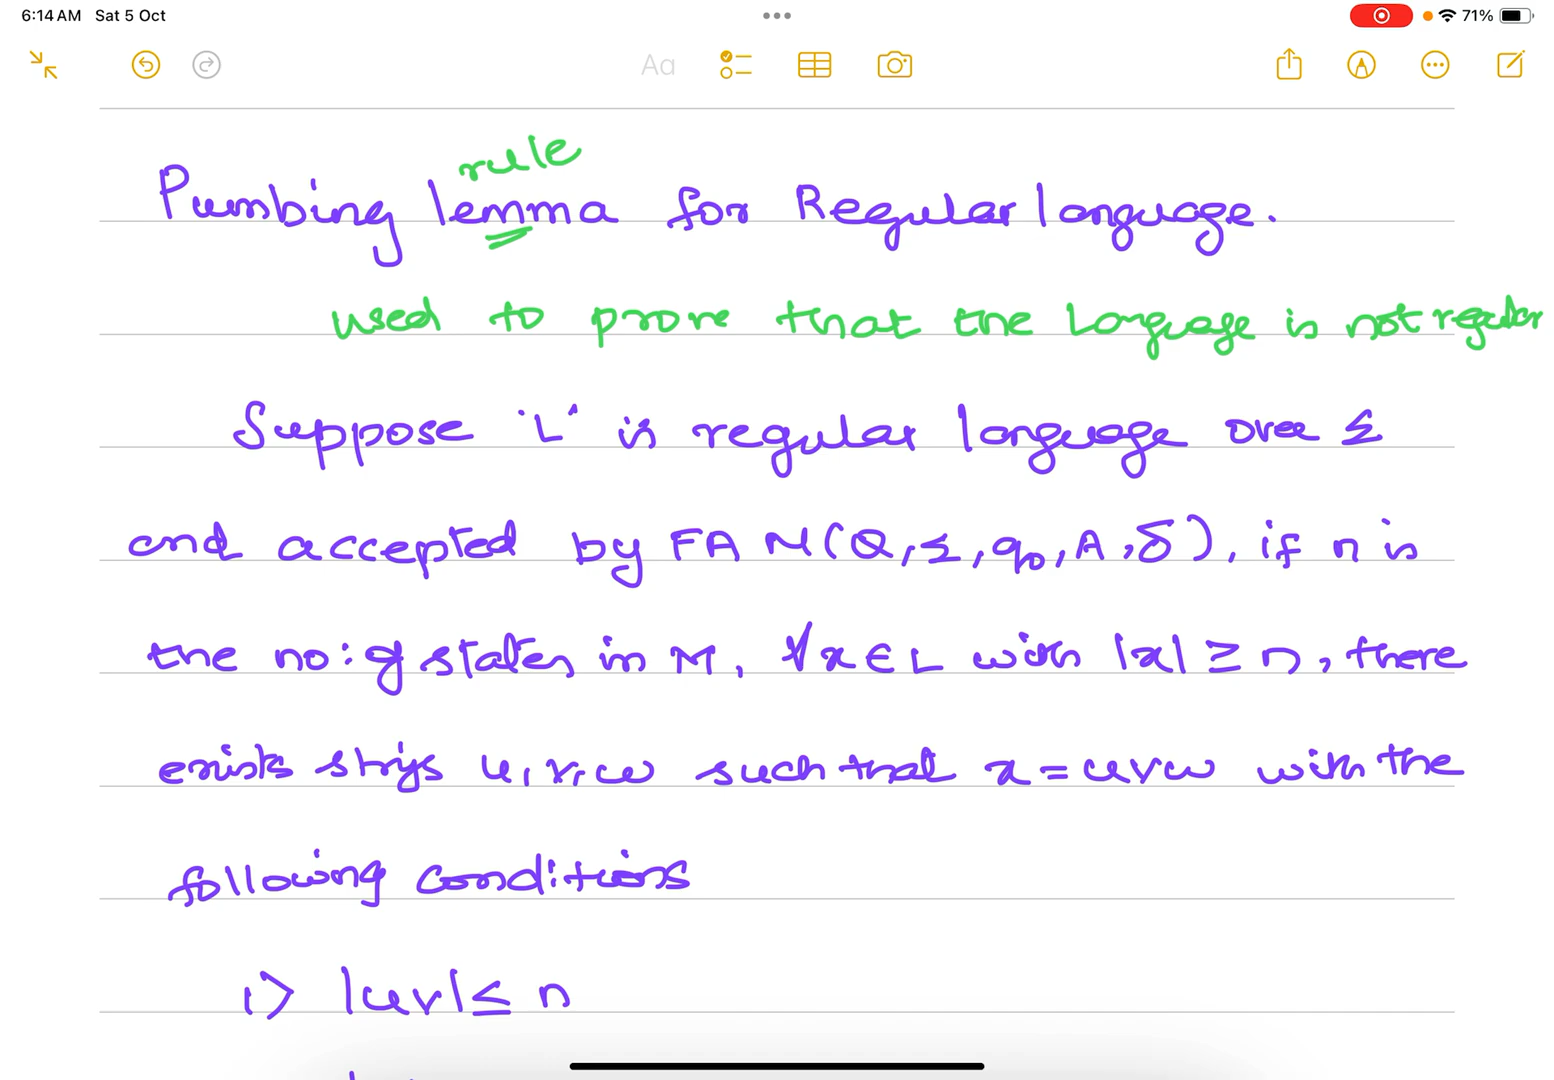 6:14 AM Sat 5 Oct
71%
Aa
rule
Pumbing lemma for Regular language.
used to prove that the Language is not regular
Suppose 'L' is regular language over Σ
and accepted by FA M(Q, Σ, q₀, A, δ), if n is
the no: of states in M, ∀x ∈ L with |x| ≥ n, there
exists strigs u, v, w such that x = uvw with the
following conditions
1) |uv| ≤ n